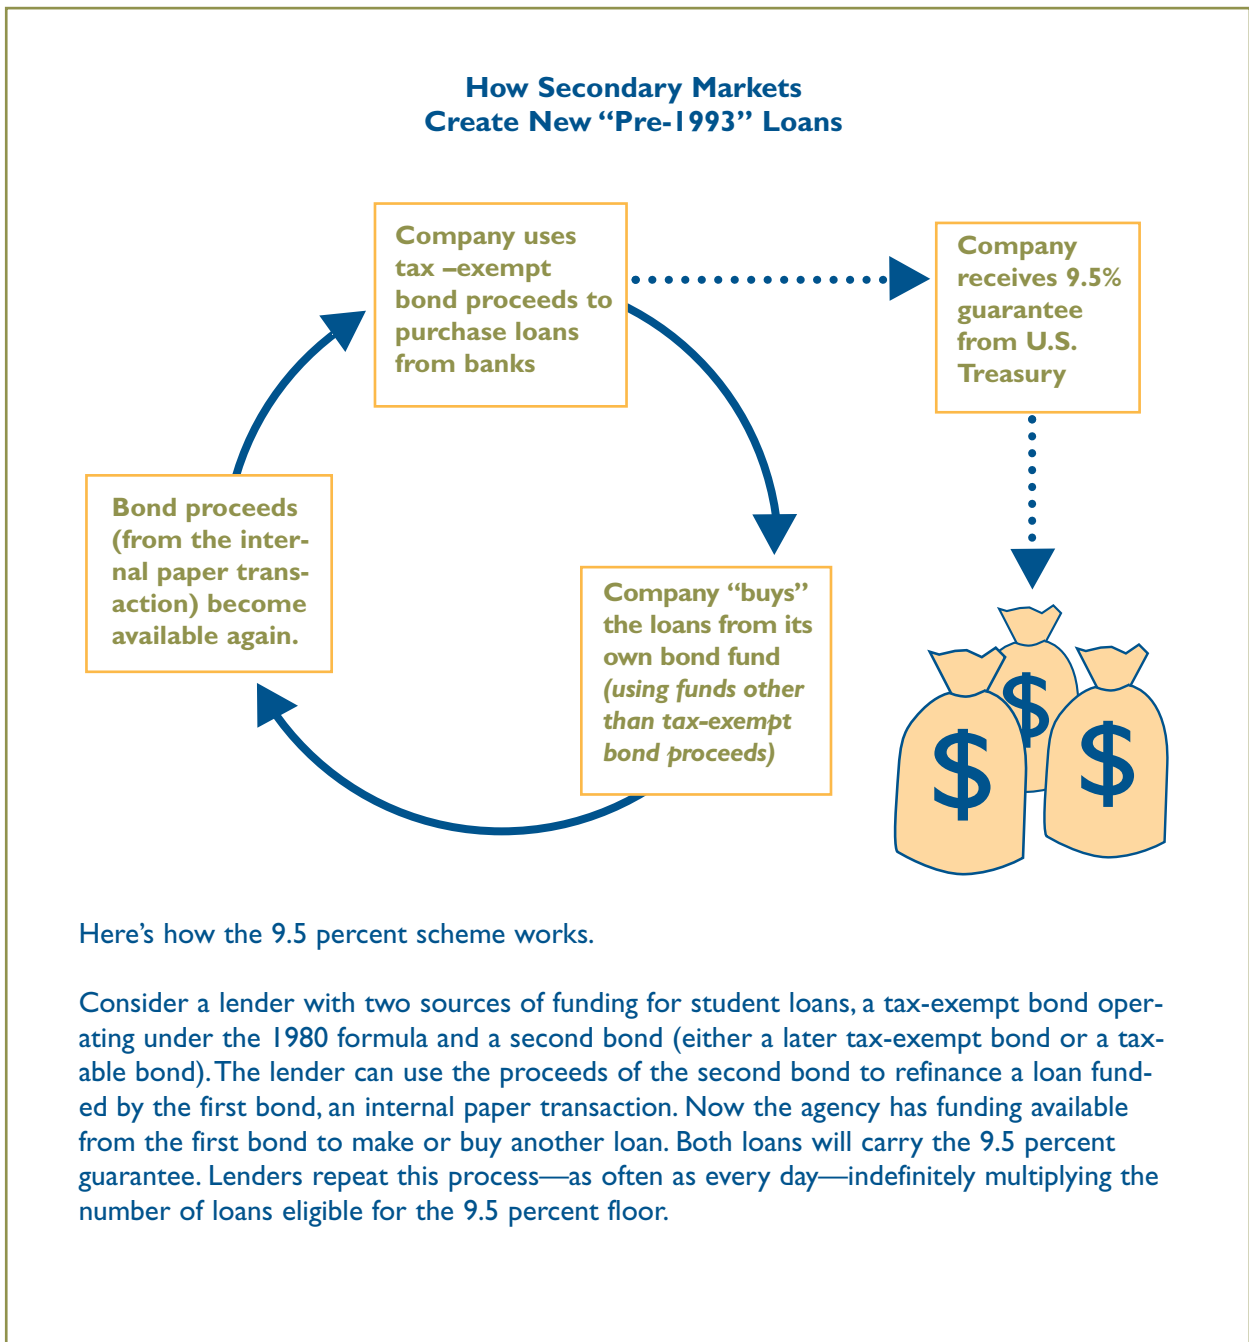 How Secondary Markets
Create New “Pre-1993” Loans
Company uses
tax –exempt
bond proceeds to
purchase loans
from banks
Company
receives 9.5%
guarantee
from U.S.
Treasury
Bond proceeds
(from the inter-
nal paper trans-
action) become
available again.
Company “buys”
the loans from its
own bond fund
(using funds other
than tax-exempt
bond proceeds)
$
$
$
Here’s how the 9.5 percent scheme works.
Consider a lender with two sources of funding for student loans, a tax-exempt bond oper-
ating under the 1980 formula and a second bond (either a later tax-exempt bond or a tax-
able bond). The lender can use the proceeds of the second bond to refinance a loan fund-
ed by the first bond, an internal paper transaction. Now the agency has funding available
from the first bond to make or buy another loan. Both loans will carry the 9.5 percent
guarantee. Lenders repeat this process—as often as every day—indefinitely multiplying the
number of loans eligible for the 9.5 percent floor.